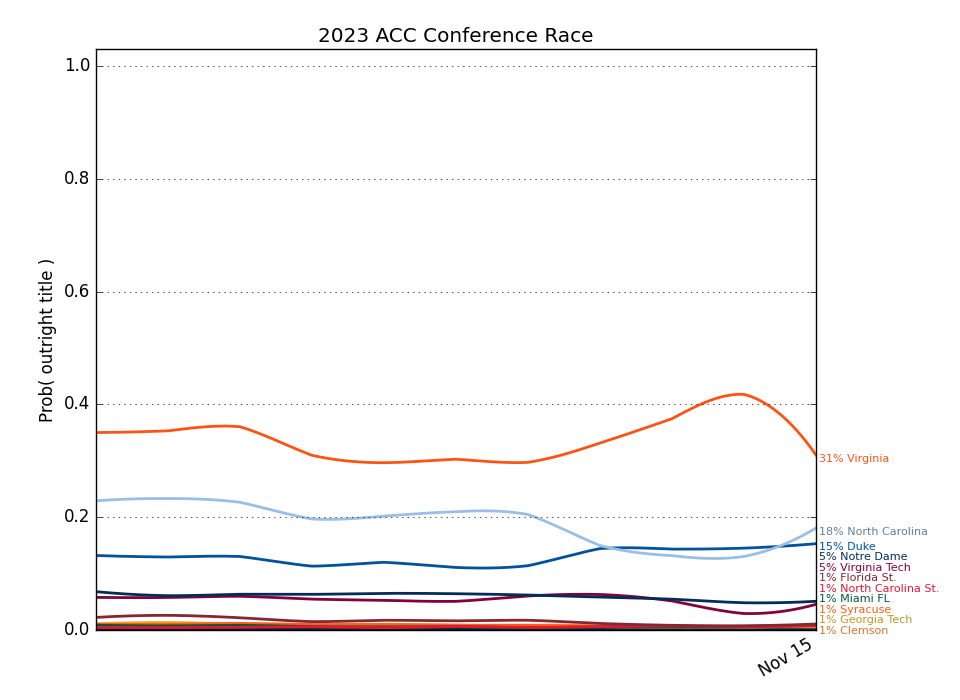 2023 ACC Conference Race
1.0
0.8
0.6
0.4
0.2
0.0
Prob( outright title )
31% Virginia
18% North Carolina
15% Duke
5% Notre Dame
5% Virginia Tech
1% Florida St.
1% North Carolina St.
1% Miami FL
1% Syracuse
1% Georgia Tech
1% Clemson
Nov 15